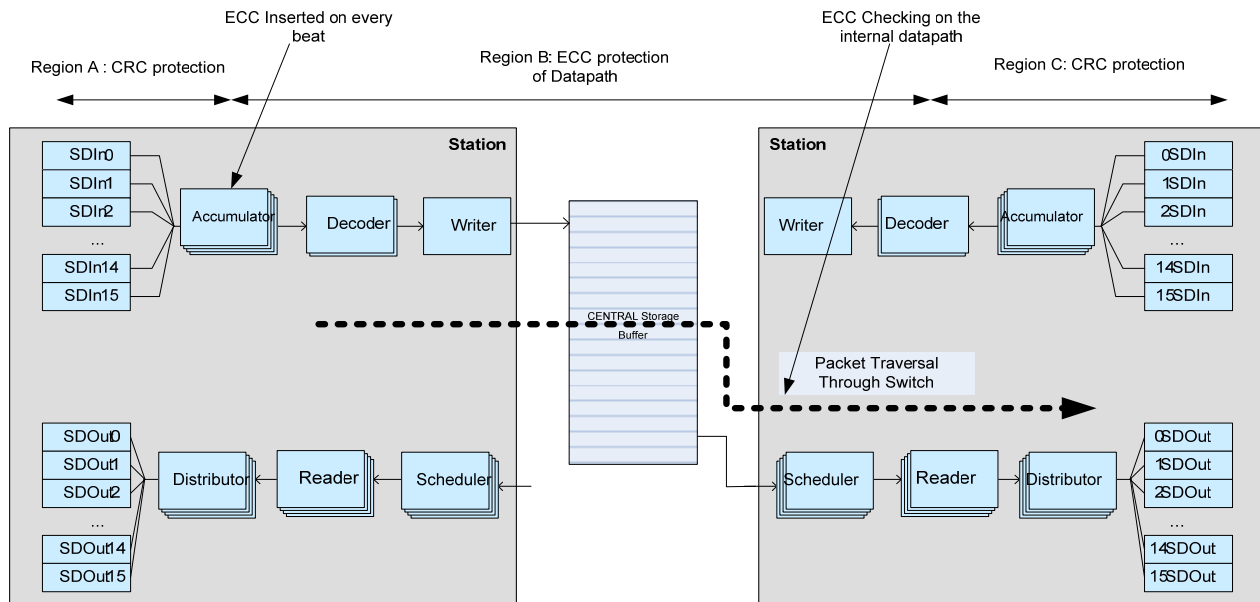 ECC Inserted on every
beat
ECC Checking on the
internal datapath
Region A : CRC protection
Region B: ECC protection
of Datapath
Region C: CRC protection
Station
SDIn0
SDIn1
SDIn2
...
SDIn14
SDIn15
Accumulator
Decoder
Writer
CENTRAL Storage
Buffer
Station
Writer
Decoder
Accumulator
0SDIn
1SDIn
2SDIn
...
14SDIn
15SDIn
Packet Traversal
Through Switch
SDOut0
SDOut1
SDOut2
...
SDOut14
SDOut15
Distributor
Reader
Scheduler
Scheduler
Reader
Distributor
0SDOut
1SDOut
2SDOut
...
14SDOut
15SDOut